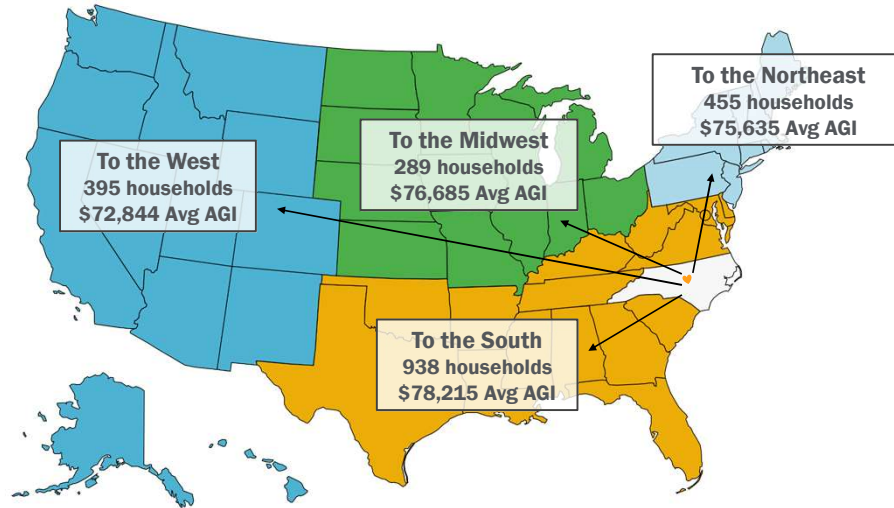 To the Northeast
455 households
$75,635 Avg AGI
To the Midwest
289 households
$76,685 Avg AGI
To the West
395 households
$72,844 Avg AGI
To the South
938 households
$78,215 Avg AGI